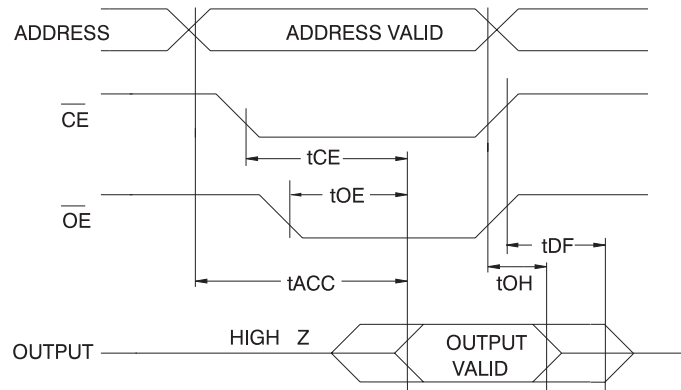 ADDRESS
ADDRESS VALID
CE
tCE
tOE
OE
tDF
tACC
tOH
HIGH Z
OUTPUT
OUTPUT
VALID